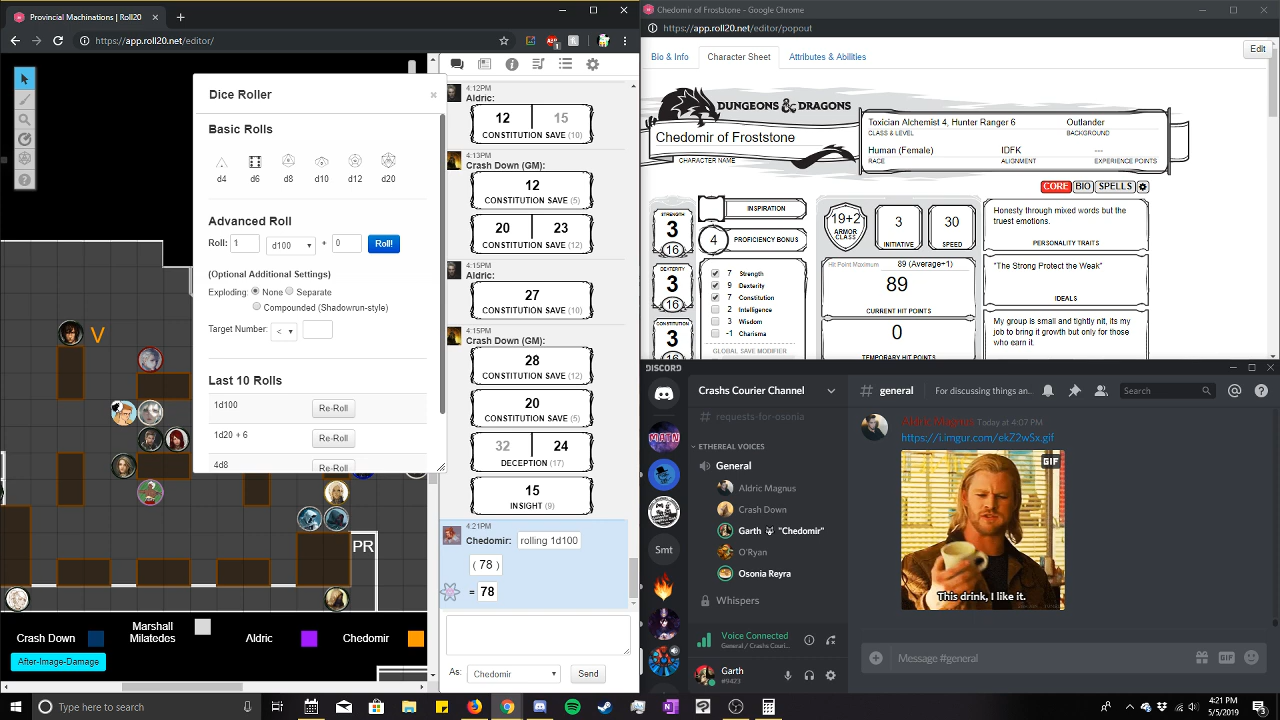 Provincial Machinations | Roll20
https://app.roll20.net/editor/
Dice Roller
Basic Rolls
d4
d6
d8
d10
d12
d20
Advanced Roll
Roll: 1 d100 + 0 Roll!
(Optional Additional Settings)
Exploding: None Separate
Compounded (Shadowrun-style)
Target Number: <
Last 10 Rolls
1d100 Re-Roll
1d20 + 6 Re-Roll
4d8 Re-Roll
V
PR
Crash Down
Marshall
Milatedes
Aldric
Chedomir
After-Image-Damage
4:12PM
Aldric:
12 15
CONSTITUTION SAVE (10)
4:13PM
Crash Down (GM):
12
CONSTITUTION SAVE (5)
20 23
CONSTITUTION SAVE (12)
4:15PM
Aldric:
27
CONSTITUTION SAVE (10)
4:15PM
Crash Down (GM):
28
CONSTITUTION SAVE (12)
20
CONSTITUTION SAVE (5)
32 24
DECEPTION (17)
15
INSIGHT (9)
4:21PM
Chedomir: rolling 1d100
( 78 )
= 78
As: Chedomir Send
Chedomir of Froststone - Google Chrome
https://app.roll20.net/editor/popout
Edit
Bio & Info
Character Sheet
Attributes & Abilities
DUNGEONS & DRAGONS
Chedomir of Froststone
CHARACTER NAME
Toxician Alchemist 4, Hunter Ranger 6 Outlander
CLASS & LEVEL BACKGROUND
Human (Female) IDFK ---
RACE ALIGNMENT EXPERIENCE POINTS
CORE BIO SPELLS
STRENGTH
3
16
DEXTERITY
3
16
CONSTITUTION
3
16
INSPIRATION
4 PROFICIENCY BONUS
7 Strength
9 Dexterity
7 Constitution
2 Intelligence
3 Wisdom
-1 Charisma
GLOBAL SAVE MODIFIER
19+2
ARMOR
CLASS
3
INITIATIVE
30
SPEED
Hit Point Maximum 89 (Average+1)
89
CURRENT HIT POINTS
0
TEMPORARY HIT POINTS
Honesty through mixed words but the
truest emotions.
PERSONALITY TRAITS
"The Strong Protect the Weak"
IDEALS
My group is small and tightly nit, its my
job to bring it growth but only for those
who earn it.
DISCORD
Crashs Courier Channel
# requests-for-osonia
ETHEREAL VOICES
General
Aldric Magnus
Crash Down
Garth "Chedomir"
O'Ryan
Osonia Reyra
Whispers
Smt
Voice Connected
General / Crashs Couri...
Garth
#9423
# general
For discussing things an..
Search
Aldric Magnus Today at 4:07 PM
https://i.imgur.com/ekZ2wSx.gif
GIF
This drink, I like it.
Message #general
GIF
Type here to search
4:21 PM
5/5/2019